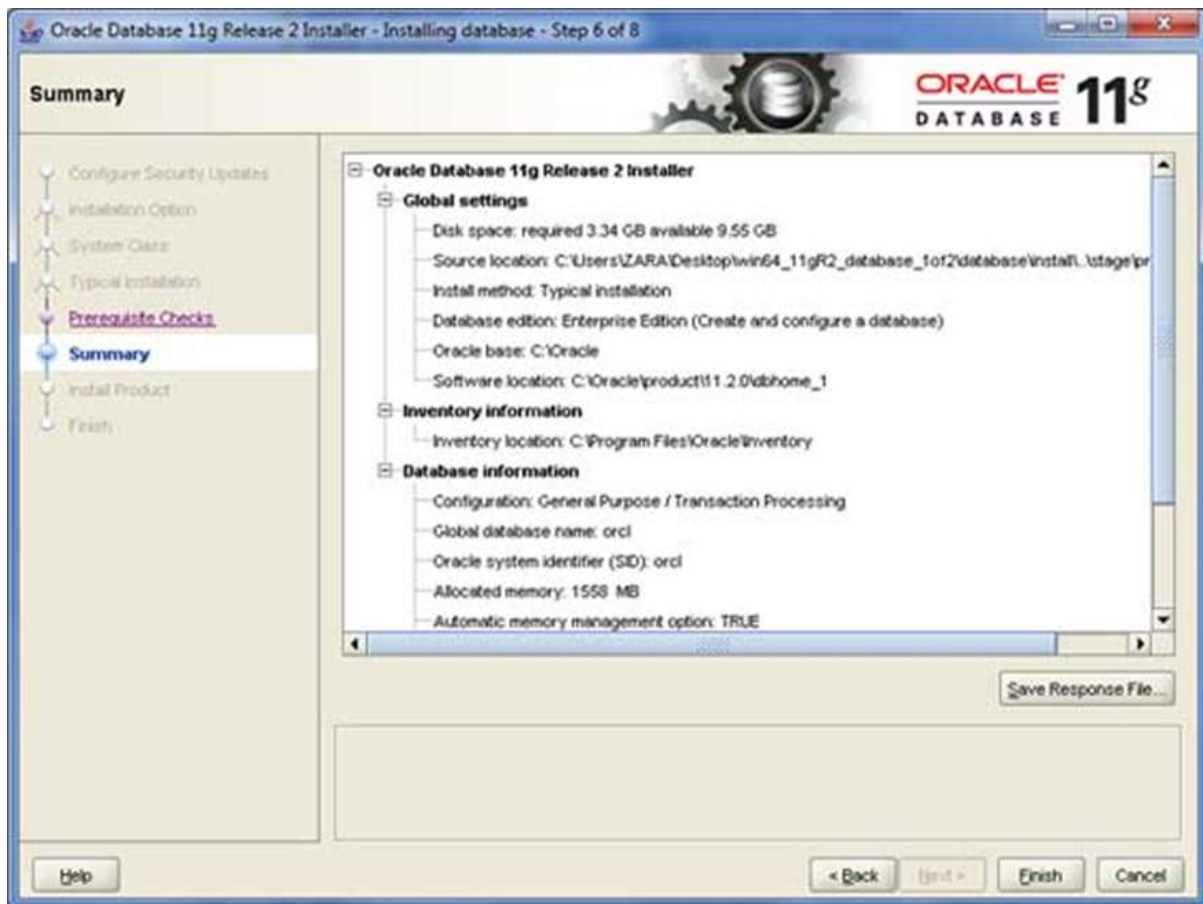 Oracle Database 11g Release 2 Installer - Installing database - Step 6 of 8
Summary
ORACLE DATABASE 11g
Configure Security Updates
Installation Option
System Class
Typical Installation
Prerequisite Checks
Summary
Install Product
Finish
Oracle Database 11g Release 2 Installer
Global settings
Disk space: required 3.34 GB available 9.55 GB
Source location: C:\Users\ZARA\Desktop\win64_11gR2_database_1of2\database\install\..\stage\pr
Install method: Typical installation
Database edition: Enterprise Edition (Create and configure a database)
Oracle base: C:\Oracle
Software location: C:\Oracle\product\11.2.0\dbhome_1
Inventory information
Inventory location: C:\Program Files\Oracle\Inventory
Database information
Configuration: General Purpose / Transaction Processing
Global database name: orcl
Oracle system identifier (SID): orcl
Allocated memory: 1558 MB
Automatic memory management option: TRUE
Save Response File...
Help
< Back
Next >
Finish
Cancel